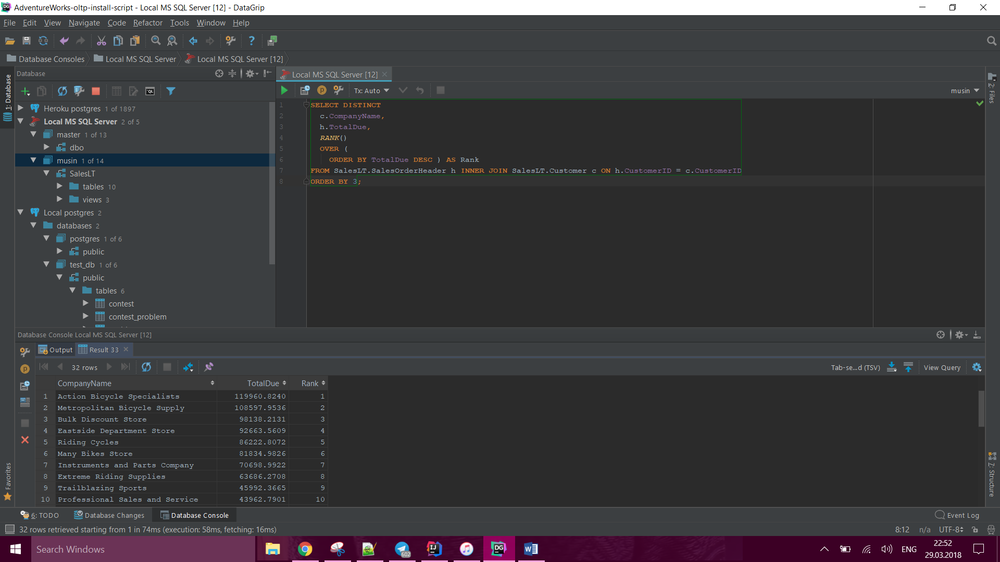 AdventureWorks-oltp-install-script - Local MS SQL Server [12] - DataGrip
File Edit View Navigate Code Refactor Tools Window Help
Database Consoles Local MS SQL Server Local MS SQL Server [12]
1: Database
Database
Heroku postgres 1 of 1897
Local MS SQL Server 2 of 5
master 1 of 13
dbo
musin 1 of 14
SalesLT
tables 10
views 3
Local postgres 2
databases 2
postgres 1 of 6
public
test_db 1 of 6
public
tables 6
contest
contest_problem
Local MS SQL Server [12]
Tx: Auto
musin
1 SELECT DISTINCT
2 c.CompanyName,
3 h.TotalDue,
4 RANK()
5 OVER (
6 ORDER BY TotalDue DESC ) AS Rank
7 FROM SalesLT.SalesOrderHeader h INNER JOIN SalesLT.Customer c ON h.CustomerID = c.CustomerID
8 ORDER BY 3;
2: Files
Database Console Local MS SQL Server [12]
Output Result 33
32 rows
Tab-se...d (TSV) View Query
CompanyName TotalDue Rank
1 Action Bicycle Specialists 119960.8240 1
2 Metropolitan Bicycle Supply 108597.9536 2
3 Bulk Discount Store 98138.2131 3
4 Eastside Department Store 92663.5609 4
5 Riding Cycles 86222.8072 5
6 Many Bikes Store 81834.9826 6
7 Instruments and Parts Company 70698.9922 7
8 Extreme Riding Supplies 63686.2708 8
9 Trailblazing Sports 45992.3665 9
10 Professional Sales and Service 43962.7901 10
Favorites
Z: Structure
6: TODO Database Changes Database Console Event Log
32 rows retrieved starting from 1 in 74ms (execution: 58ms, fetching: 16ms)
8:12 n/a UTF-8
Search Windows
602
ENG
22:52
29.03.2018